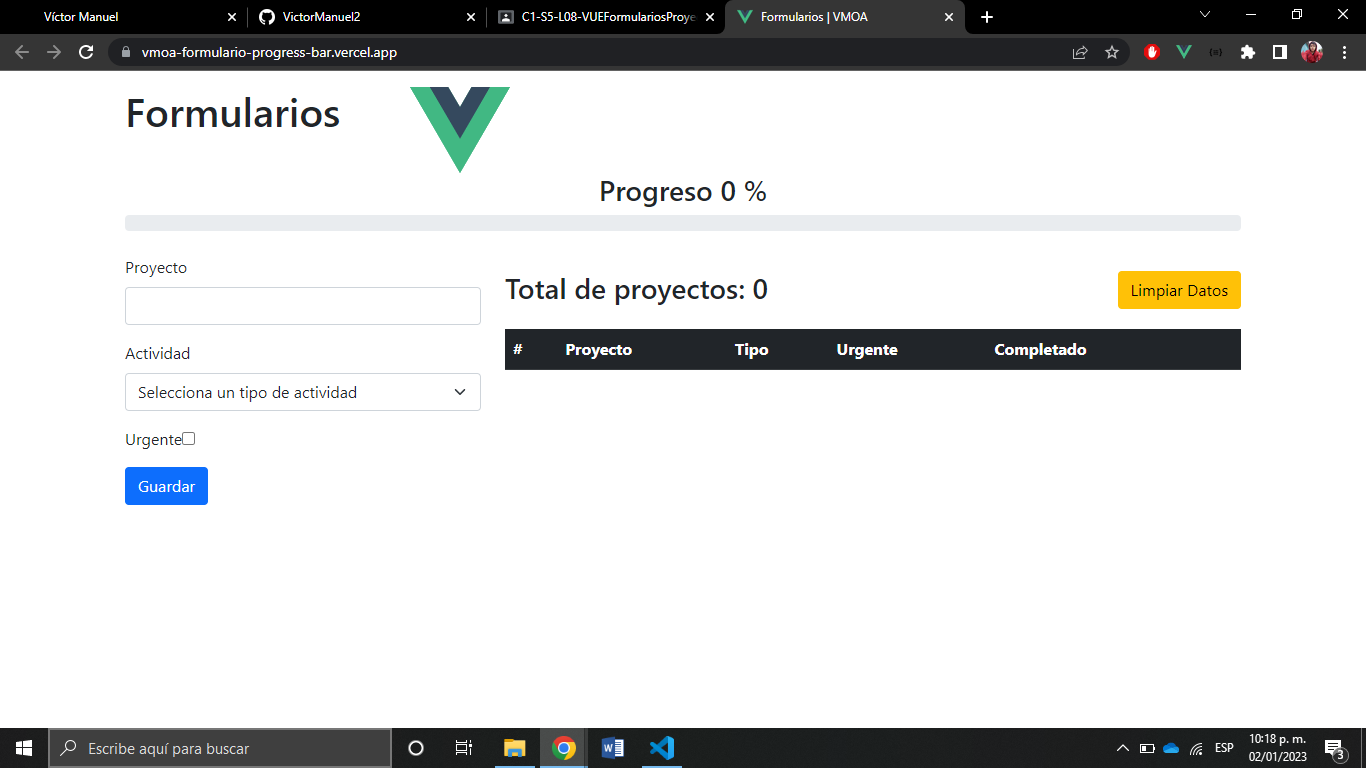 Víctor Manuel
VictorManuel2
C1-S5-L08-VUEFormulariosProye
Formularios | VMOA
vmoa-formulario-progress-bar.vercel.app
Formularios
Progreso 0 %
Proyecto
Actividad
Selecciona un tipo de actividad
Urgente
Guardar
Total de proyectos: 0
Limpiar Datos
# Proyecto Tipo Urgente Completado
Escribe aquí para buscar
ESP
10:18 p. m.
02/01/2023
3